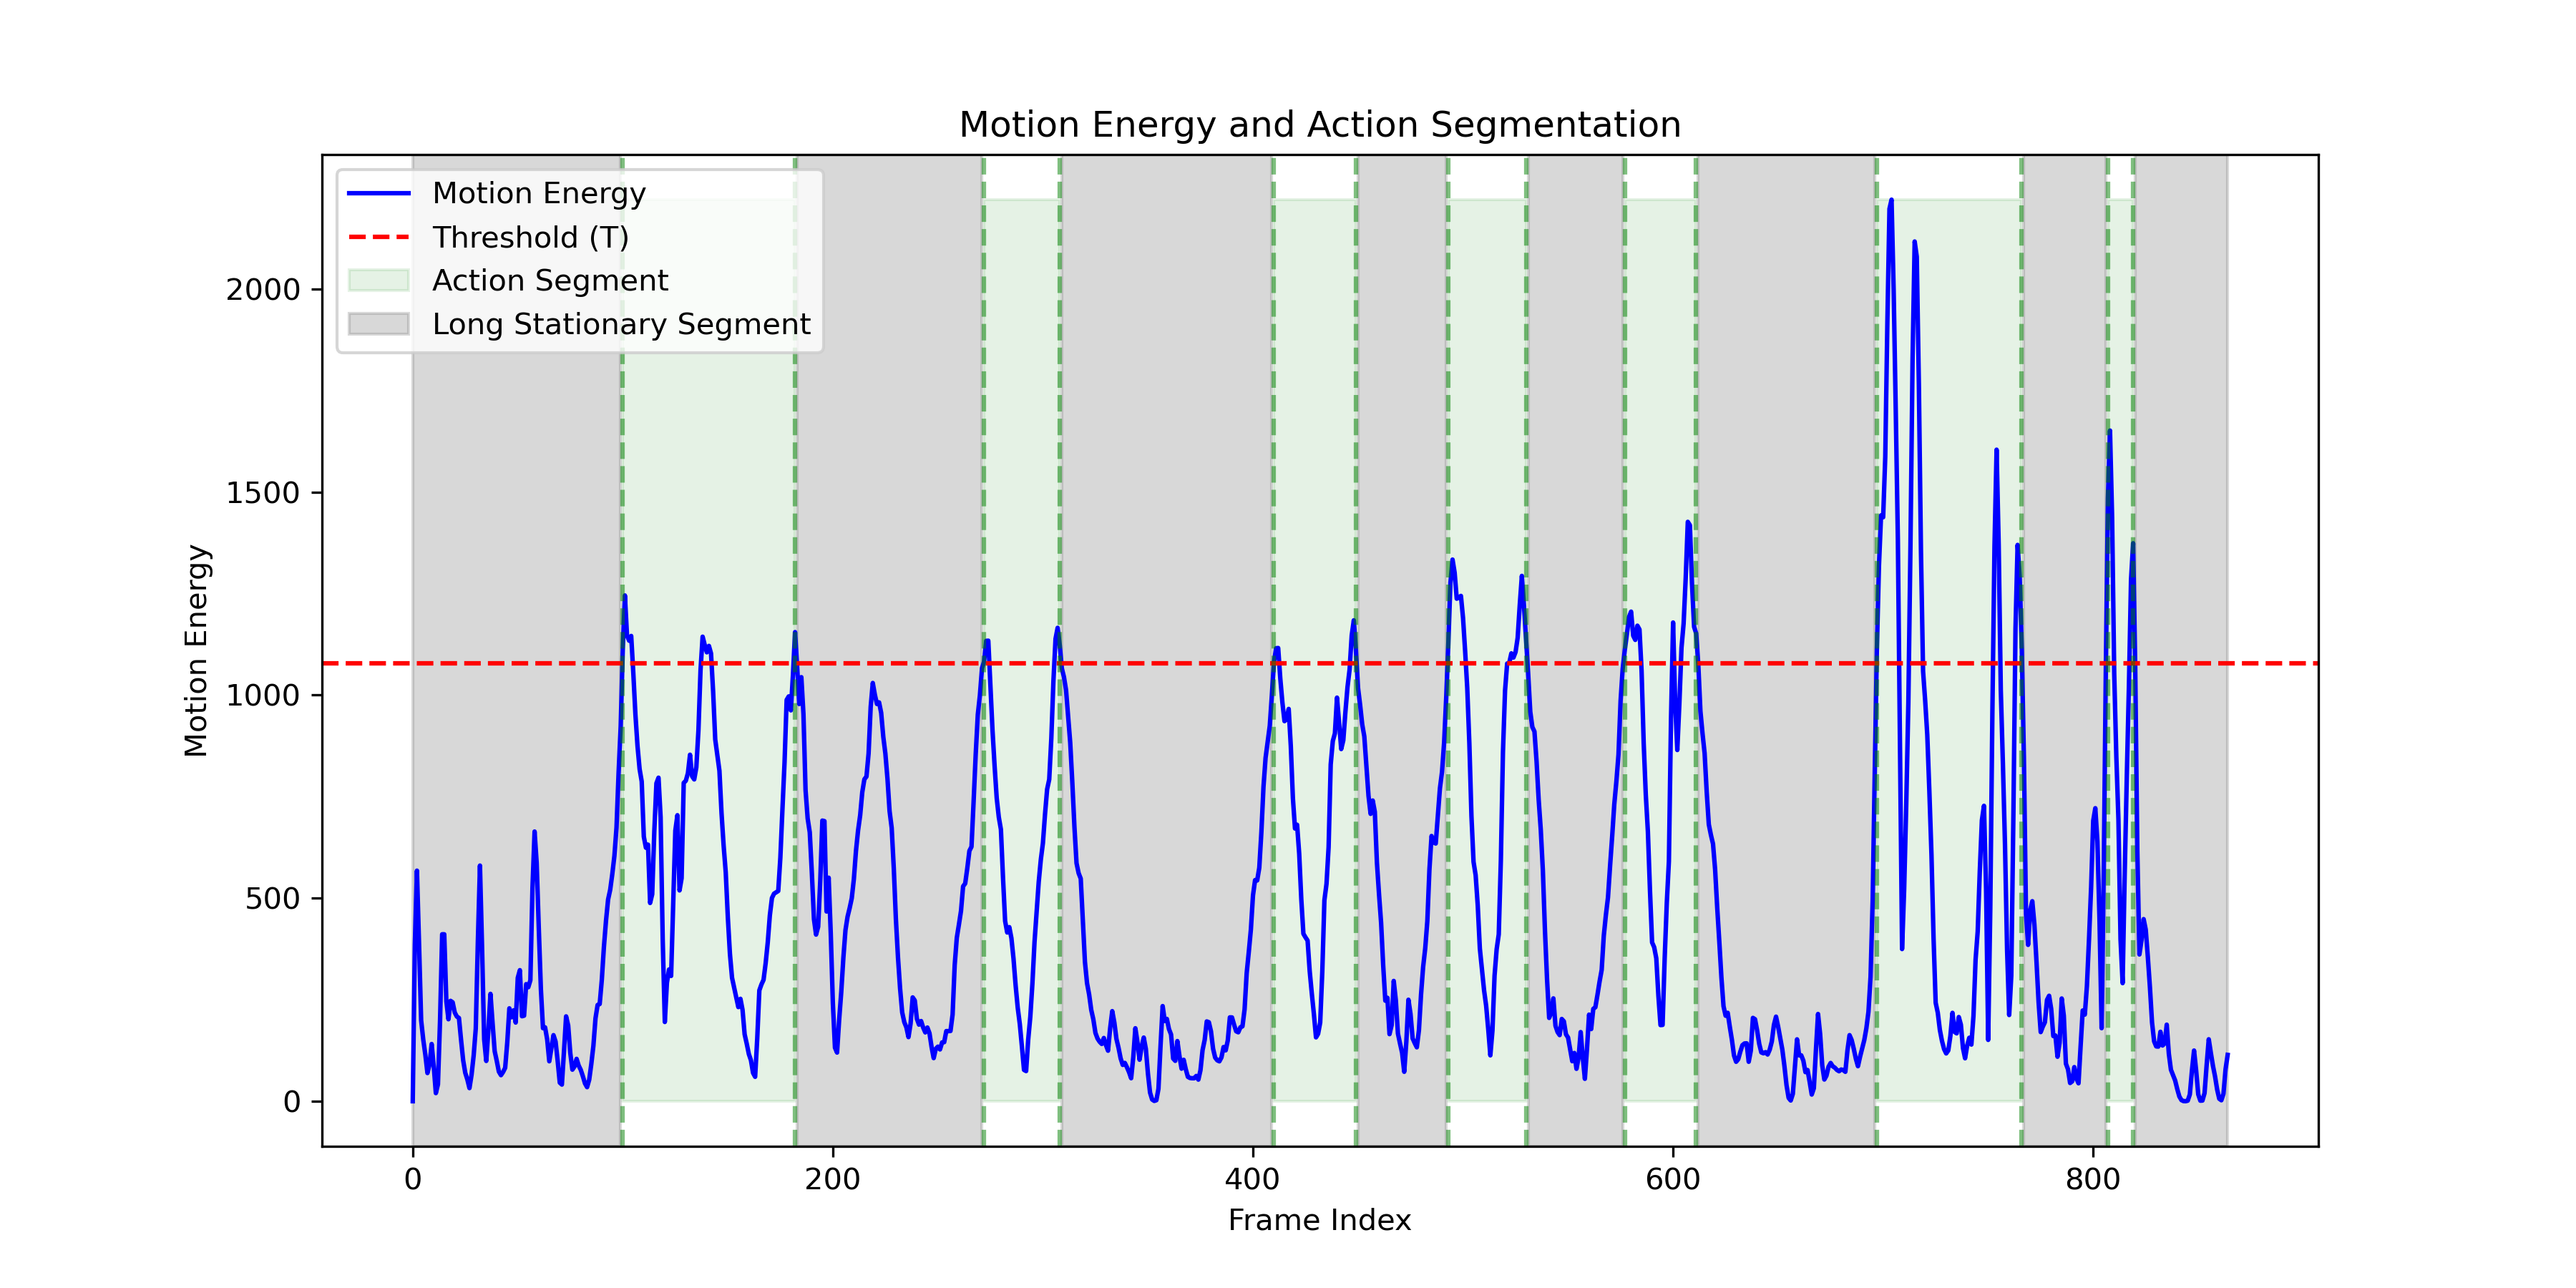 Motion Energy and Action Segmentation
Motion Energy
Threshold (T)
Action Segment
Long Stationary Segment
2000
1500
1000
500
0
Motion Energy
0 200 400 600 800
Frame Index